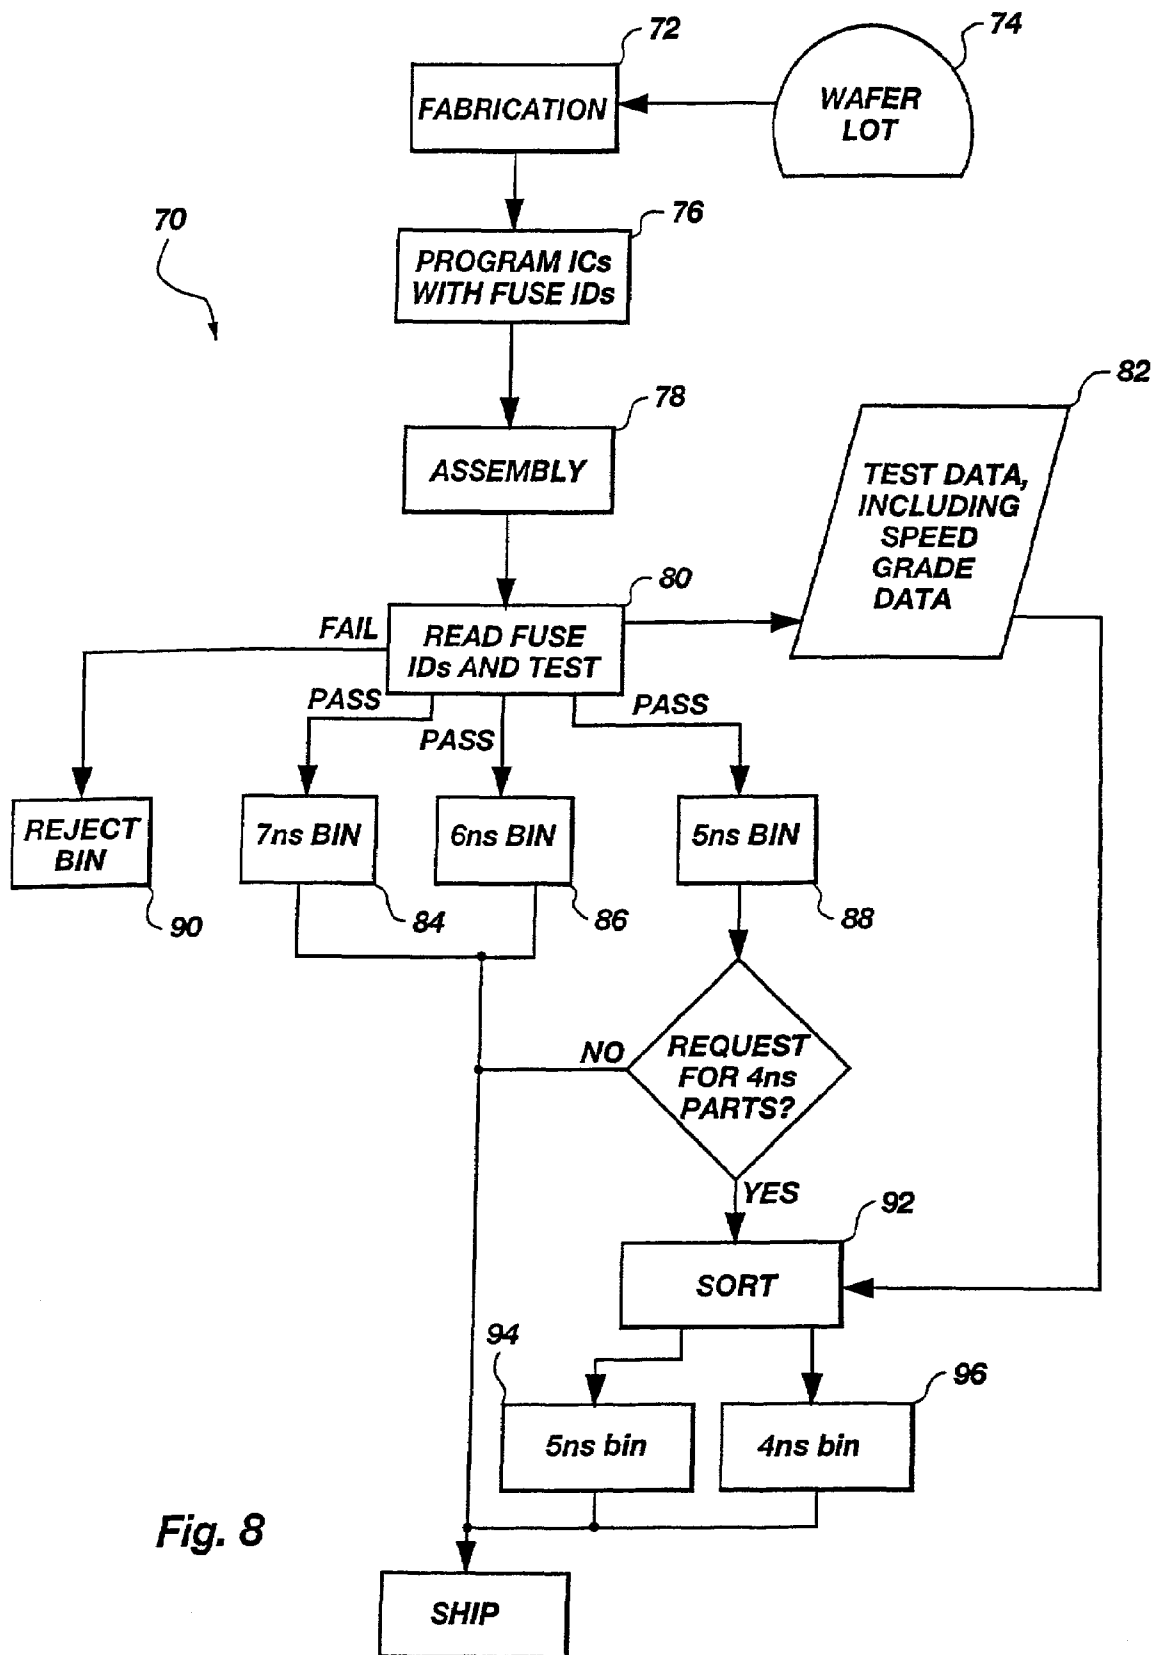 72
74
FABRICATION
WAFER
LOT
70
76
PROGRAM ICs
WITH FUSE IDs
78
82
ASSEMBLY
TEST DATA,
INCLUDING
SPEED
GRADE
DATA
80
FAIL
READ FUSE
IDs AND TEST
PASS
PASS
PASS
REJECT
BIN
7ns BIN
6ns BIN
5ns BIN
90
84
86
88
NO
REQUEST
FOR 4ns
PARTS?
YES
92
SORT
94
96
5ns bin
4ns bin
Fig. 8
SHIP